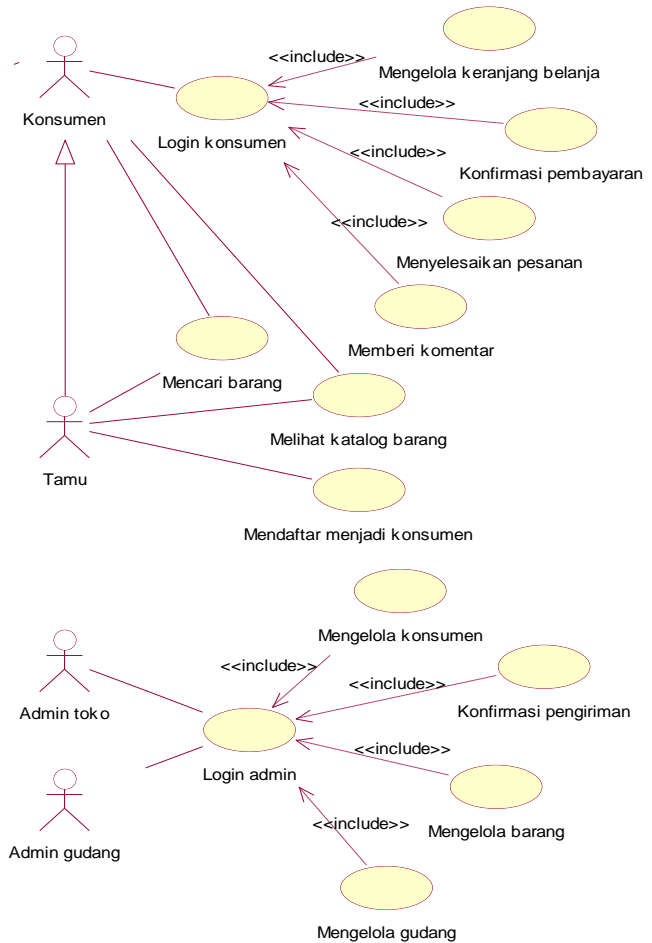 <<include>>
Mengelola keranjang belanja
<<include>>
Konsumen
Login konsumen
<<include>>
Konfirmasi pembayaran
<<include>>
Menyelesaikan pesanan
Memberi komentar
Mencari barang
Melihat katalog barang
Tamu
Mendaftar menjadi konsumen
Mengelola konsumen
<<include>>
<<include>>
Admin toko
Konfirmasi pengiriman
<<include>>
Login admin
<<include>>
Mengelola barang
Admin gudang
Mengelola gudang